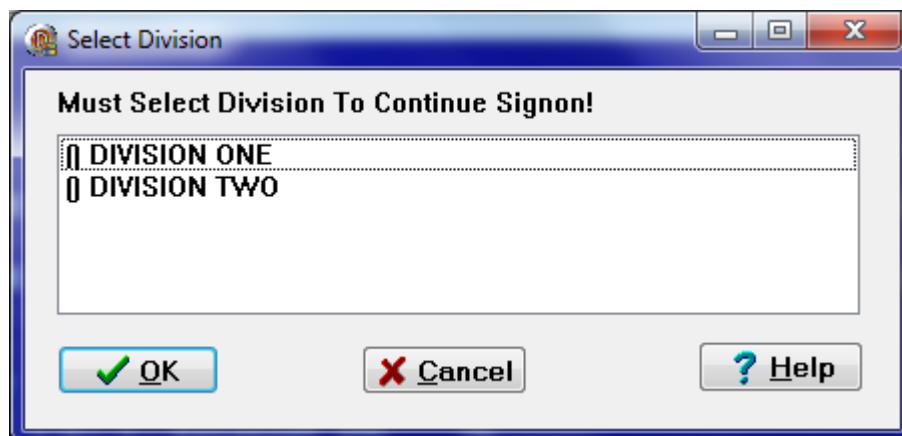 Select Division
Must Select Division To Continue Signon!
() DIVISION ONE
() DIVISION TWO
OK
Cancel
? Help